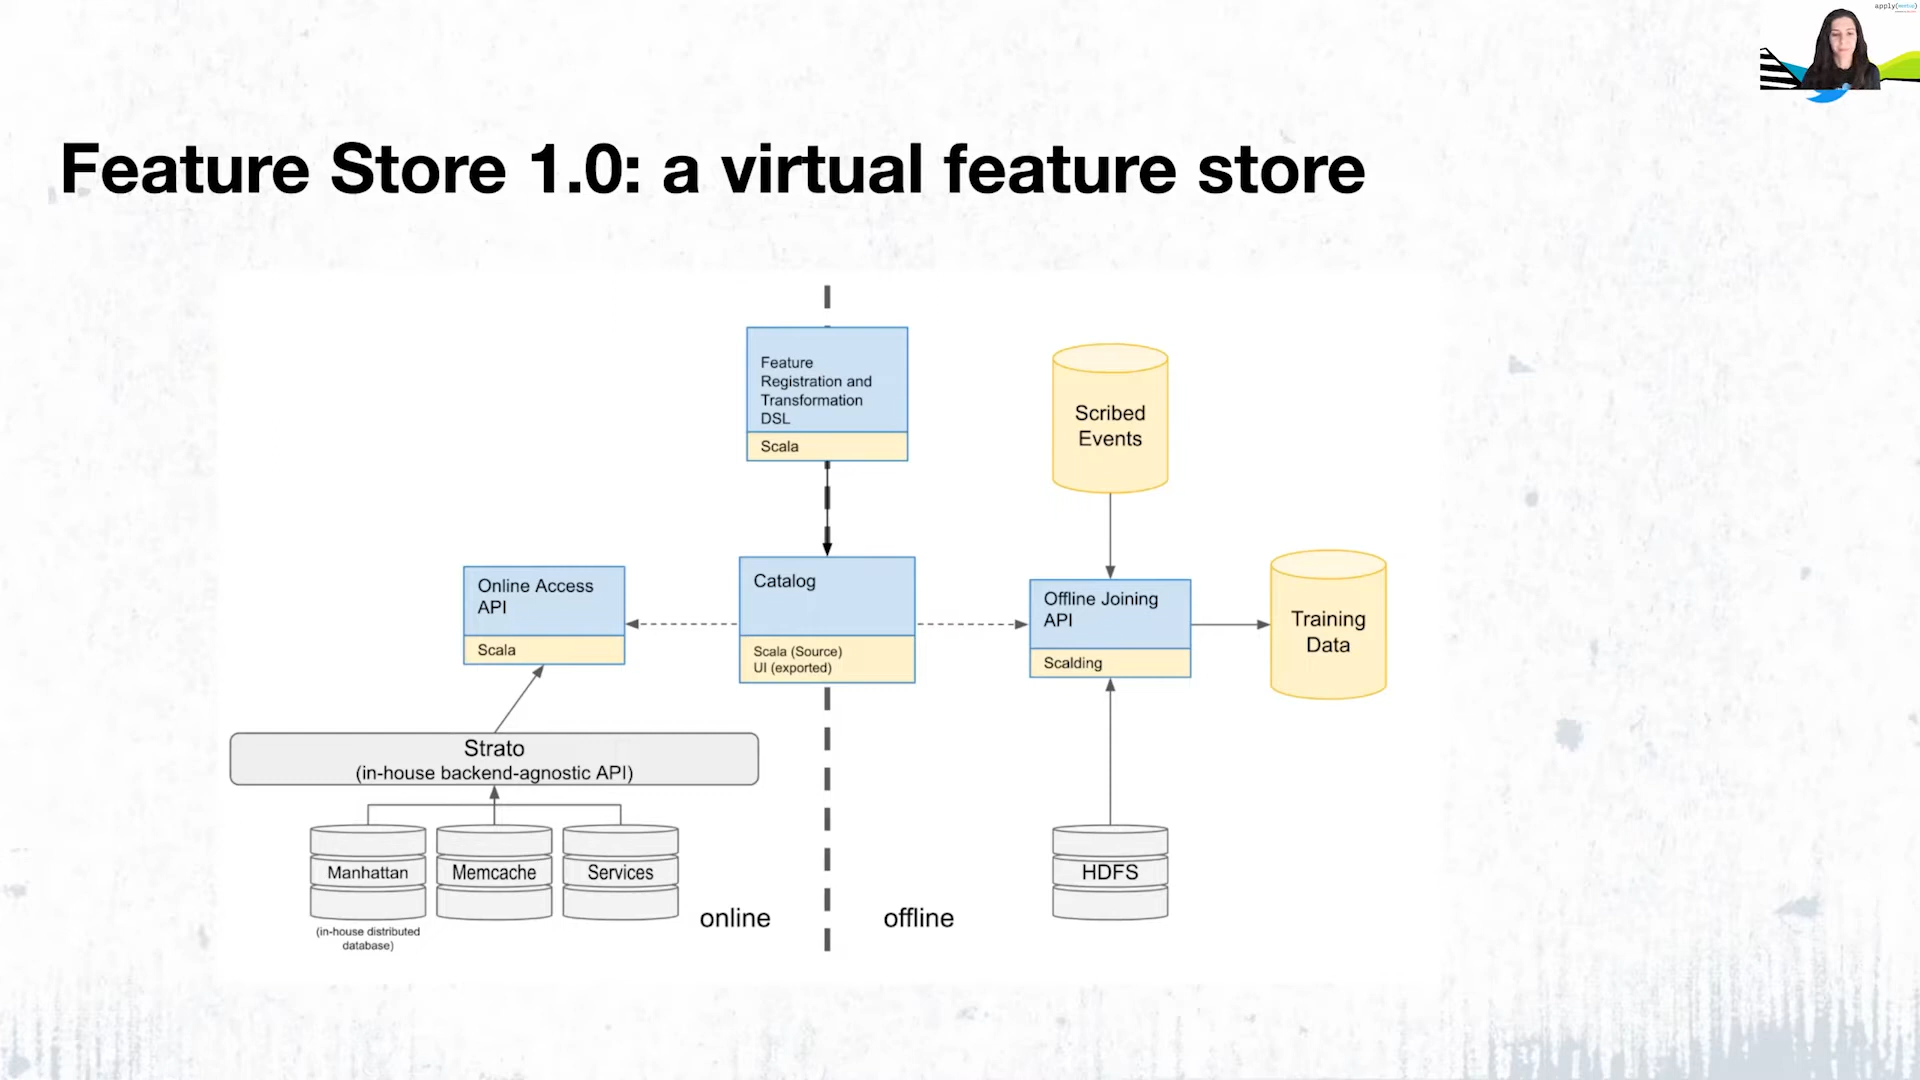 apply(
Feature Store 1.0: a virtual feature store
Feature
Registration and
Transformation
DSL
Scala
Scribed
Events
Online Access
API
Scala
Catalog
Scala (Source)
UI (exported)
Offline Joining
API
Scalding
Training
Data
Strato
(in-house backend-agnostic API)
Manhattan
Memcache
Services
HDFS
(in-house distributed
database)
online
offline